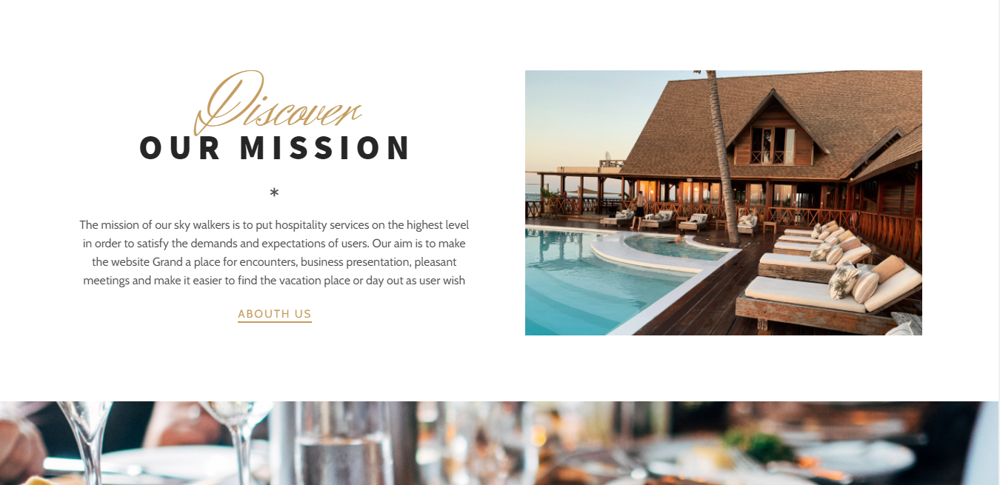 Discover
OUR MISSION
*
The mission of our sky walkers is to put hospitality services on the highest level
in order to satisfy the demands and expectations of users. Our aim is to make
the website Grand a place for encounters, business presentation, pleasant
meetings and make it easier to find the vacation place or day out as user wish
ABOUTH US